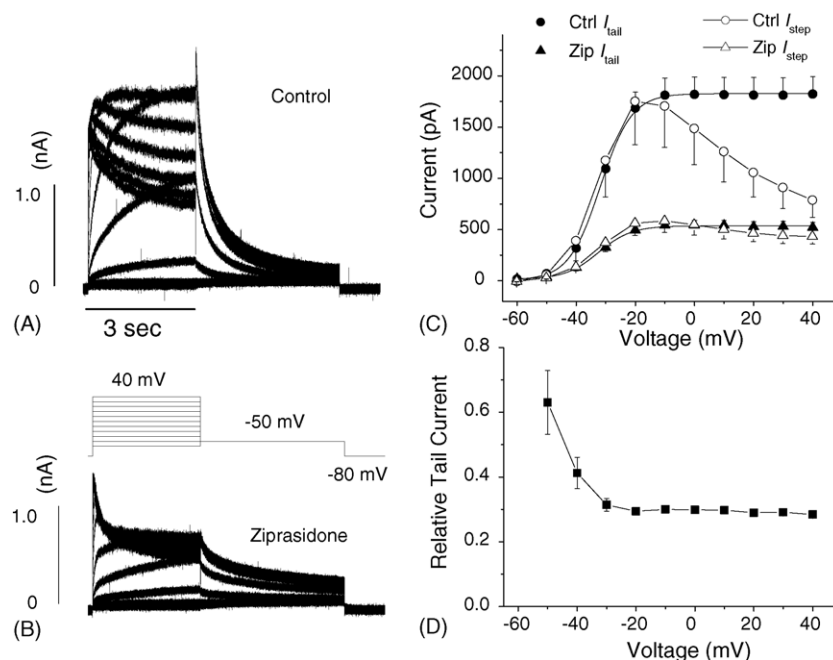 Control
(nA)
1.0
0
(A)
3 sec
40 mV
-50 mV
-80 mV
(nA)
1.0
Ziprasidone
0
(B)
Ctrl Itail
Ctrl Istep
Zip Itail
Zip Istep
2000
1500
1000
500
0
Current (pA)
-60 -40 -20 0 20 40
(C)
Voltage (mV)
0.8
0.6
0.4
0.2
0.0
Relative Tail Current
-60 -40 -20 0 20 40
(D)
Voltage (mV)